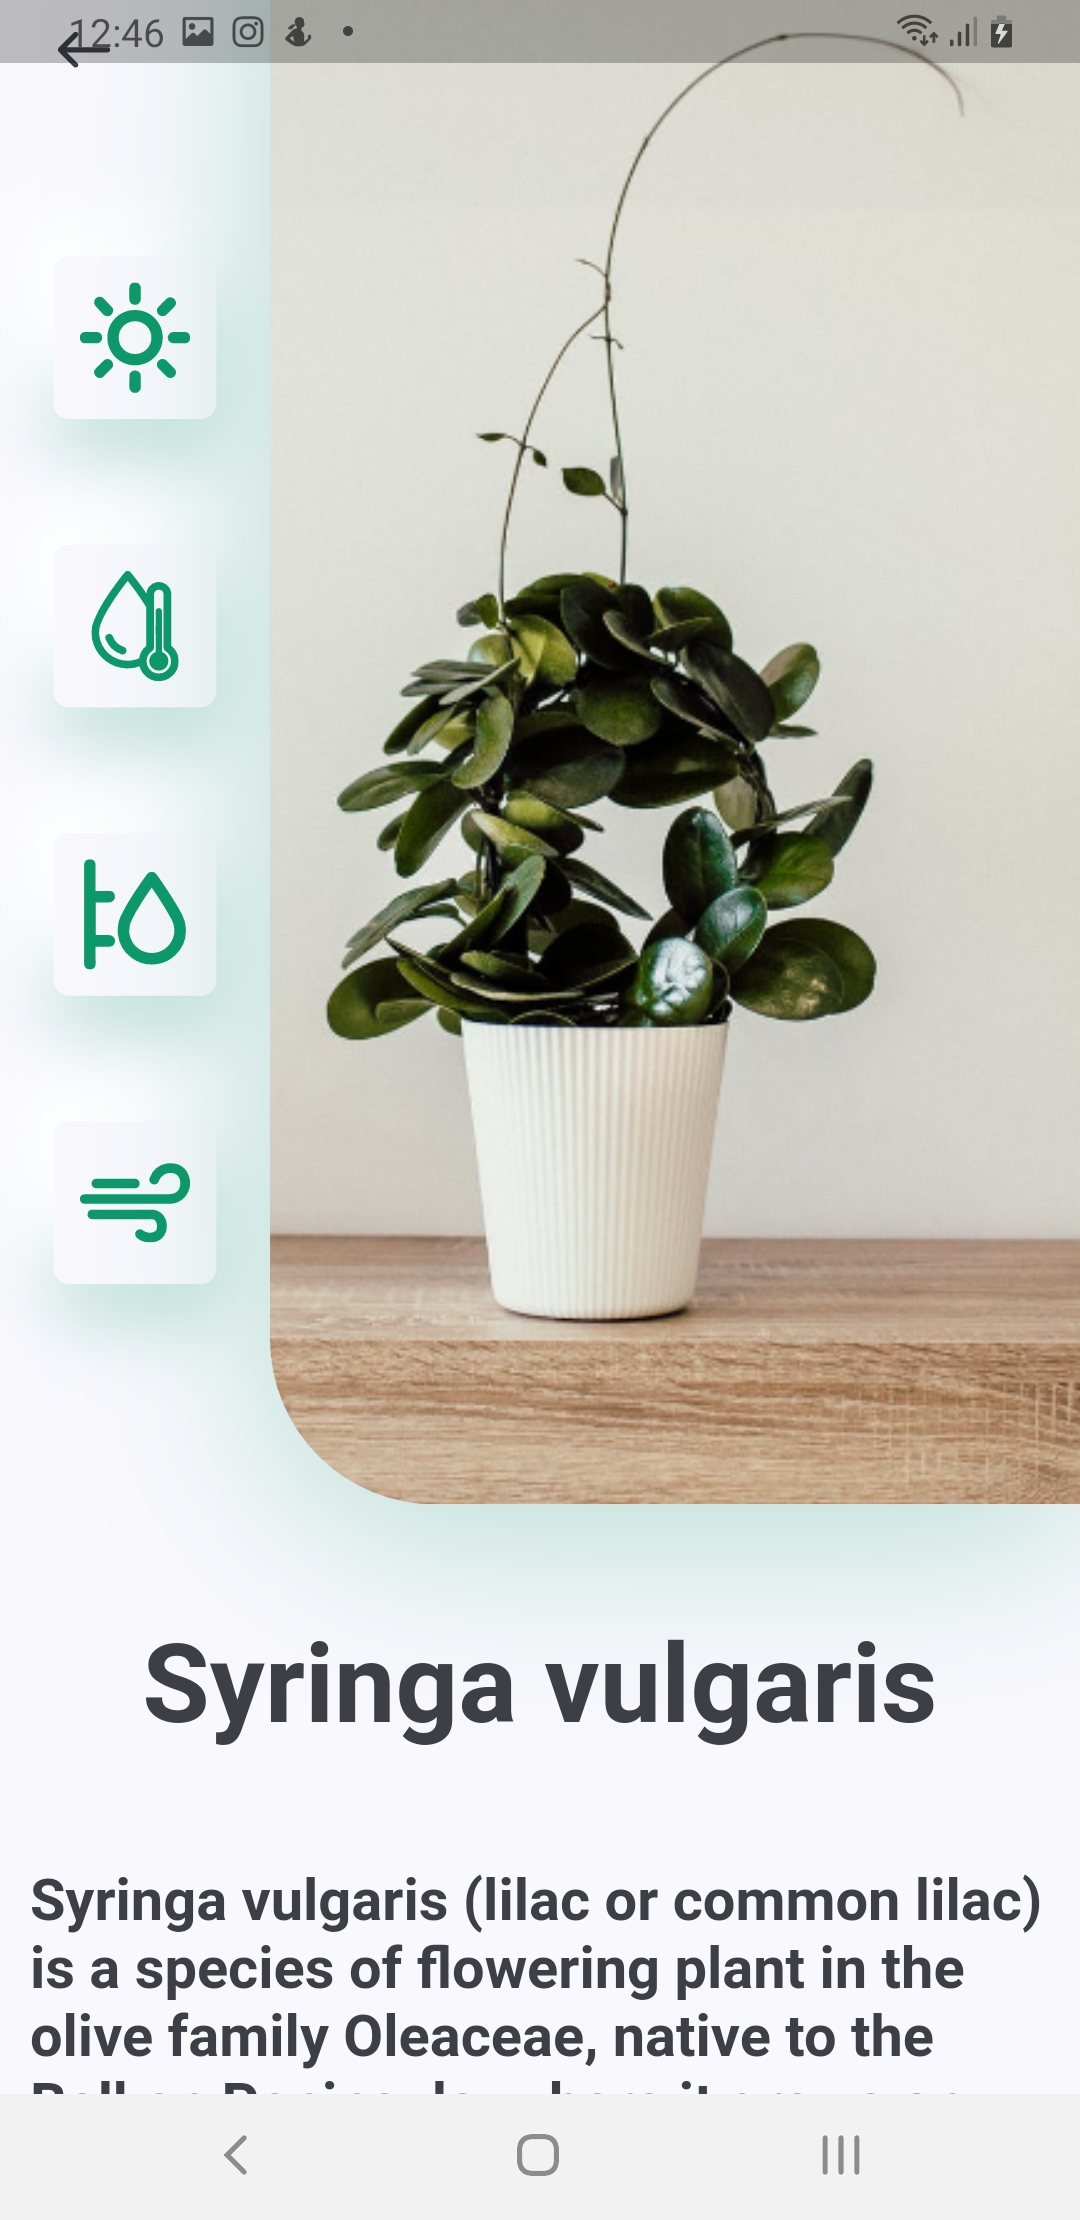 12:46
Syringa vulgaris
Syringa vulgaris (lilac or common lilac)
is a species of flowering plant in the
olive family Oleaceae, native to the